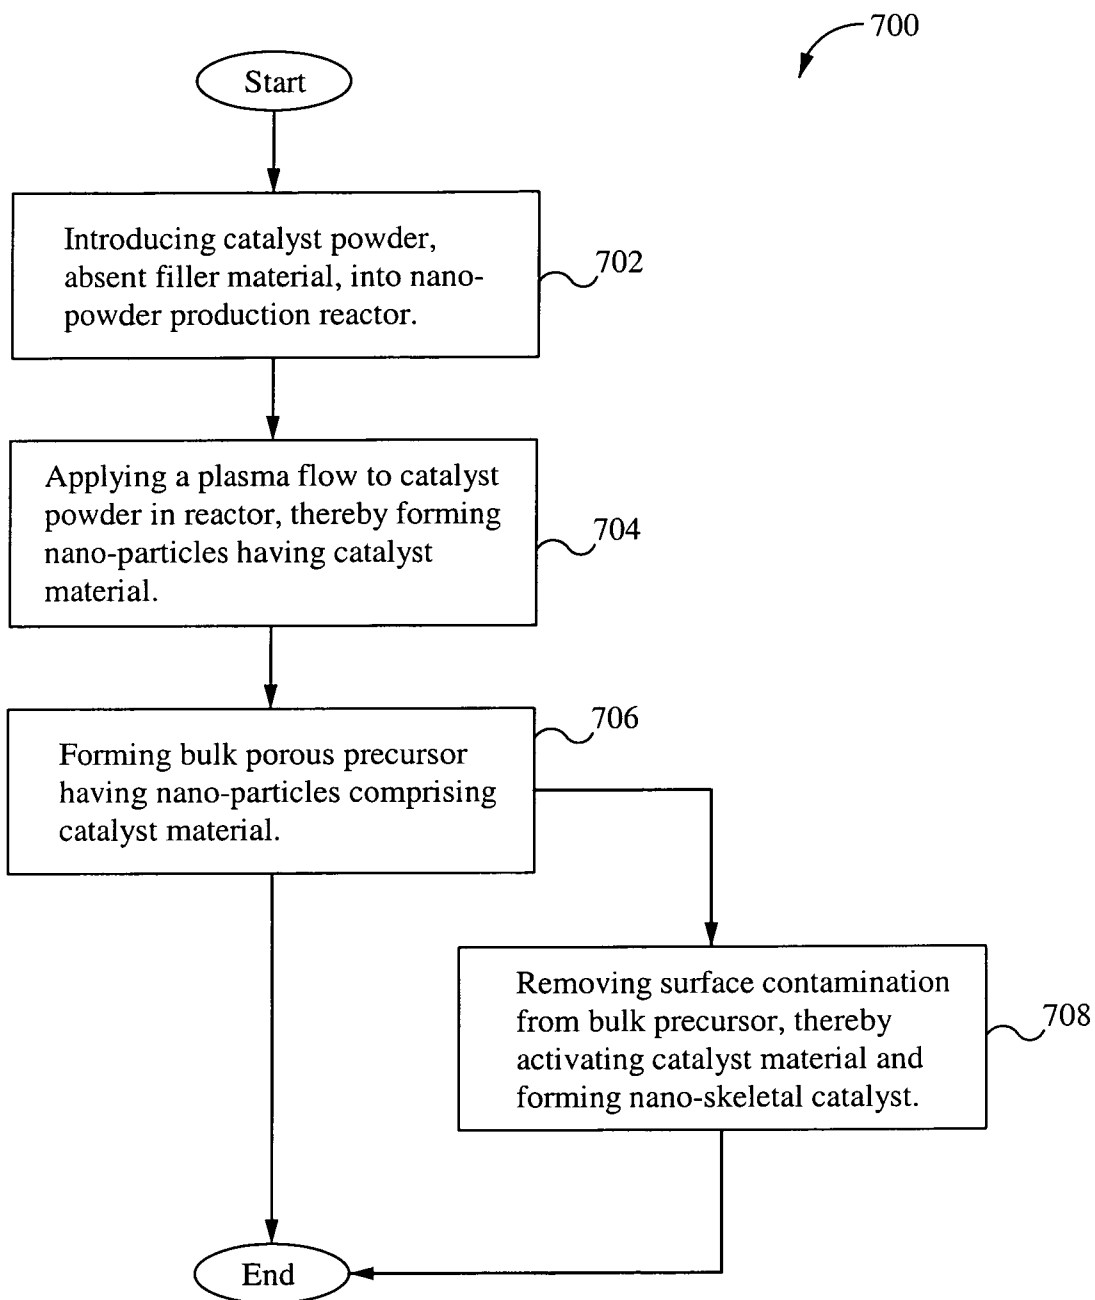 700
Start
Introducing catalyst powder,
absent filler material, into nano-
powder production reactor.
702
Applying a plasma flow to catalyst
powder in reactor, thereby forming
nano-particles having catalyst
material.
704
Forming bulk porous precursor
having nano-particles comprising
catalyst material.
706
Removing surface contamination
from bulk precursor, thereby
activating catalyst material and
forming nano-skeletal catalyst.
708
End